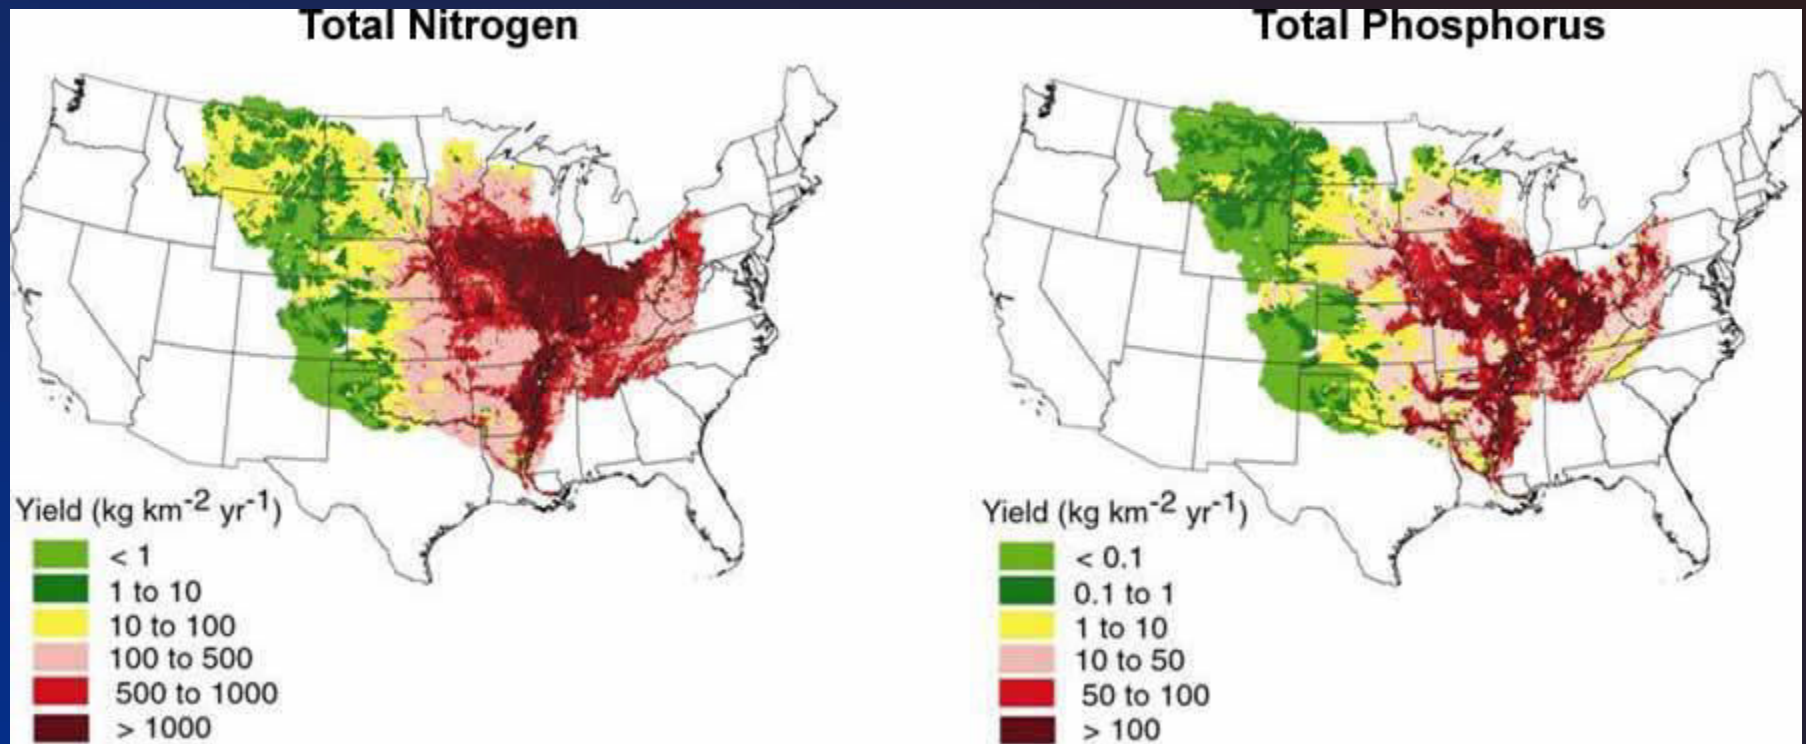 Total Nitrogen
Yield (kg km-2 yr-1)
< 1
1 to 10
10 to 100
100 to 500
500 to 1000
> 1000
Total Phosphorus
Yield (kg km-2 yr-1)
< 0.1
0.1 to 1
1 to 10
10 to 50
50 to 100
> 100